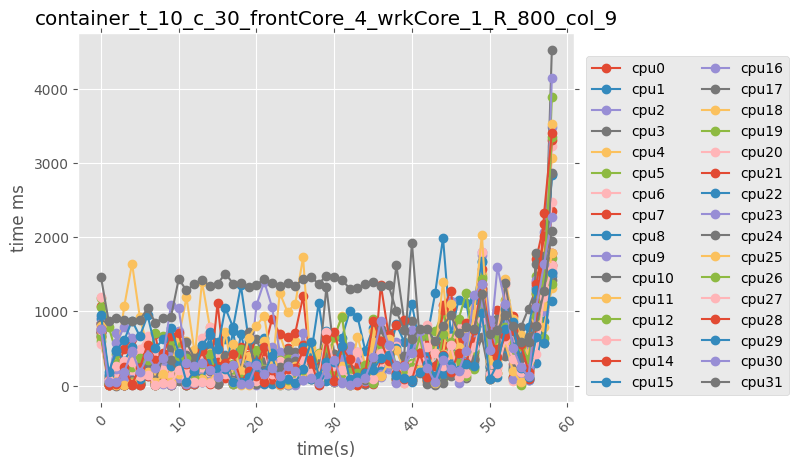 container_t_10_c_30_frontCore_4_wrkCore_1_R_800_col_9
4000
3000
2000
1000
0
time ms
0 10 20 30 40 50 60
time(s)
cpu0 cpu16
cpu1 cpu17
cpu2 cpu18
cpu3 cpu19
cpu4 cpu20
cpu5 cpu21
cpu6 cpu22
cpu7 cpu23
cpu8 cpu24
cpu9 cpu25
cpu10 cpu26
cpu11 cpu27
cpu12 cpu28
cpu13 cpu29
cpu14 cpu30
cpu15 cpu31